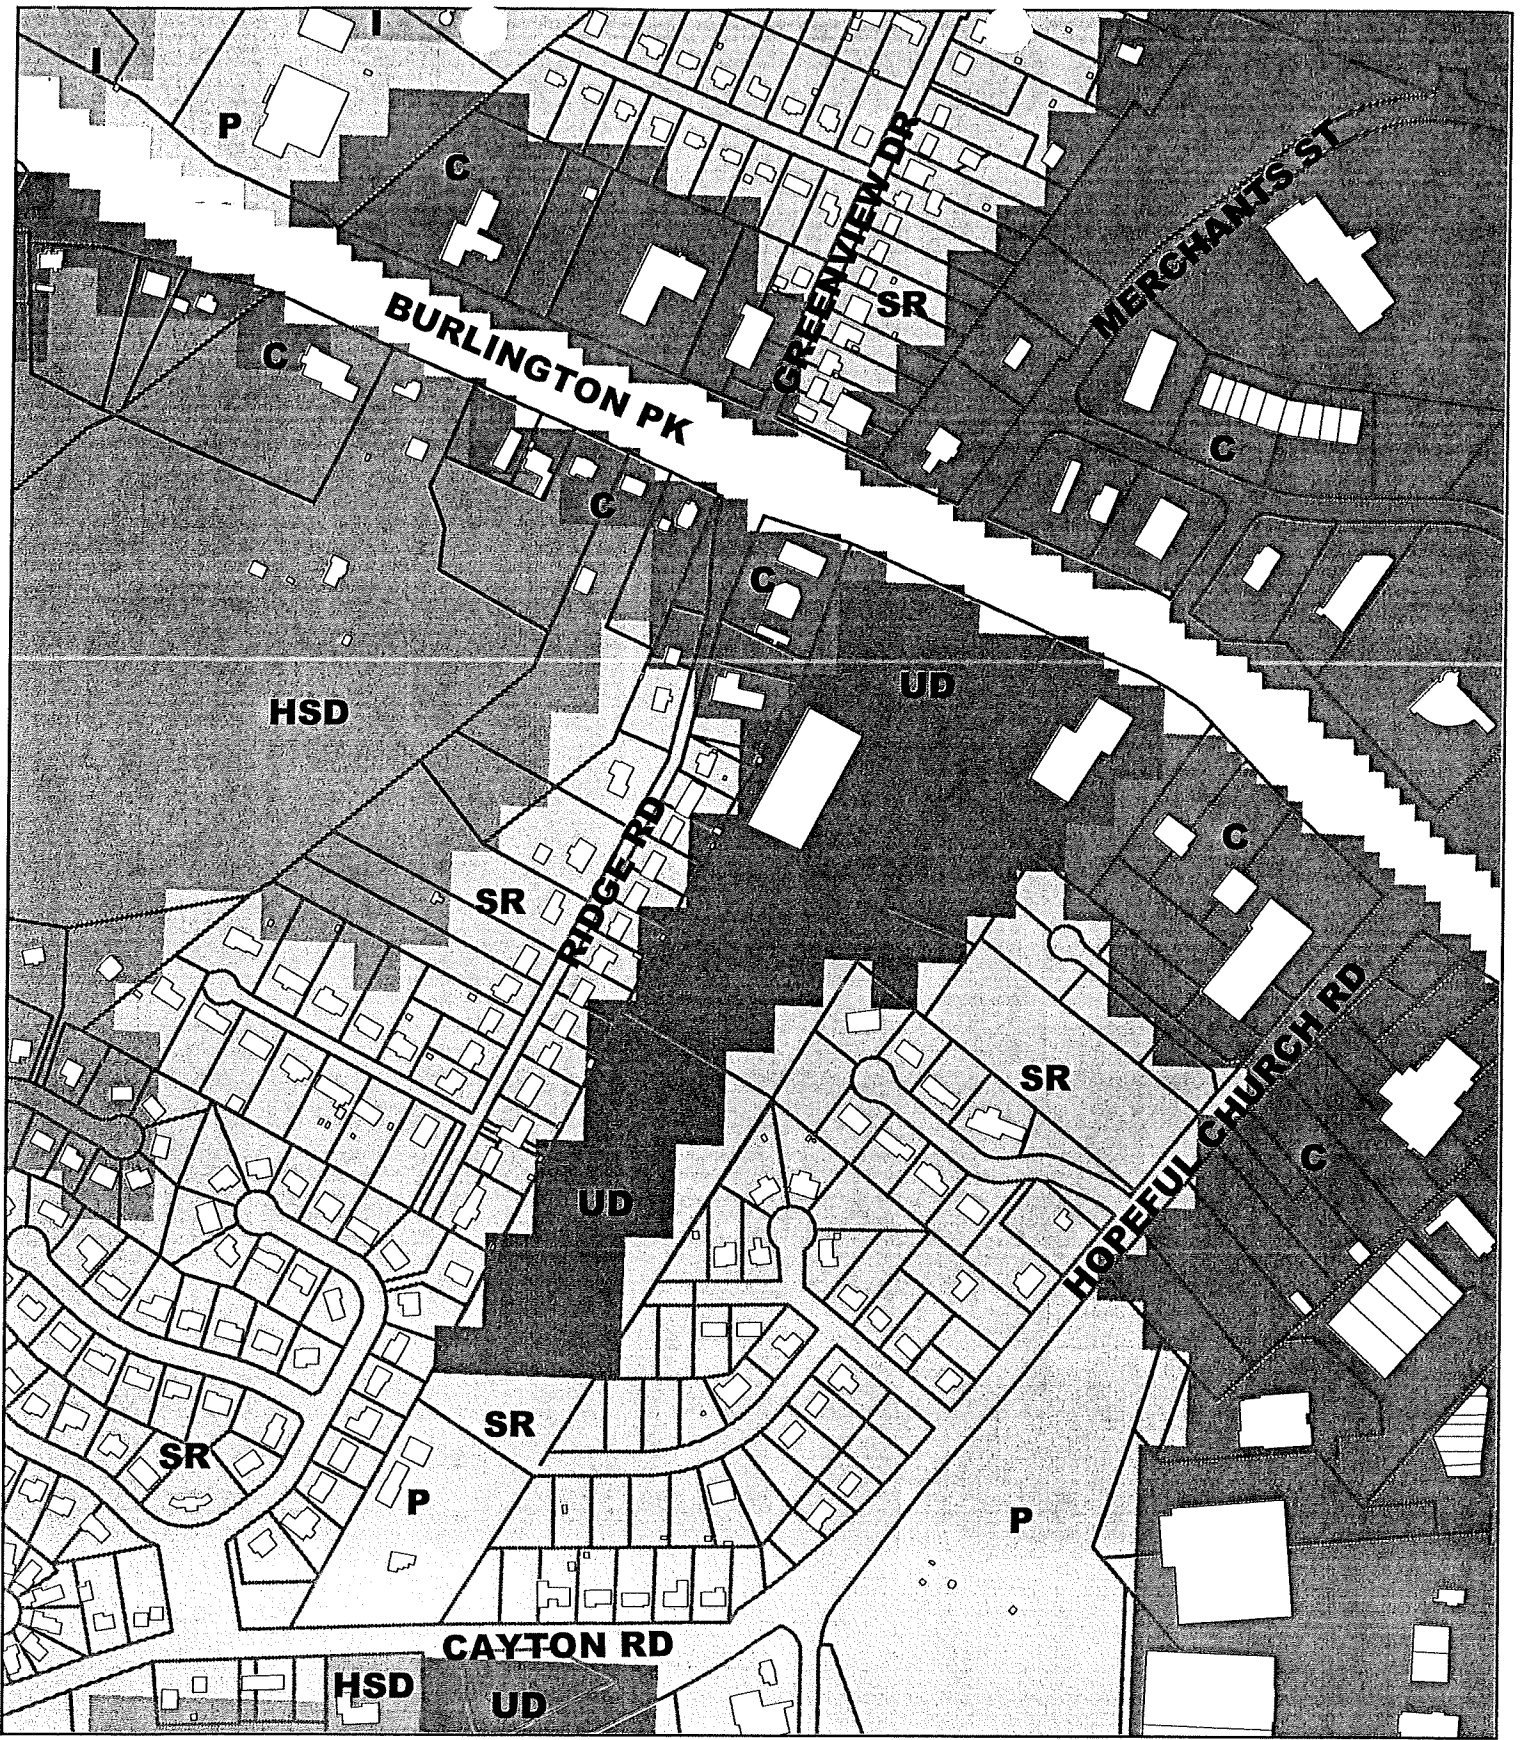 I
I
P
C
GREENVIEW DR
MERCHANTS ST
SR
BURLINGTON PK
C
C
C
C
UD
HSD
RIDGE RD
C
SR
HOPEFUL CHURCH RD
SR
C
UD
SR
SR
P
P
CAYTON RD
HSD
UD